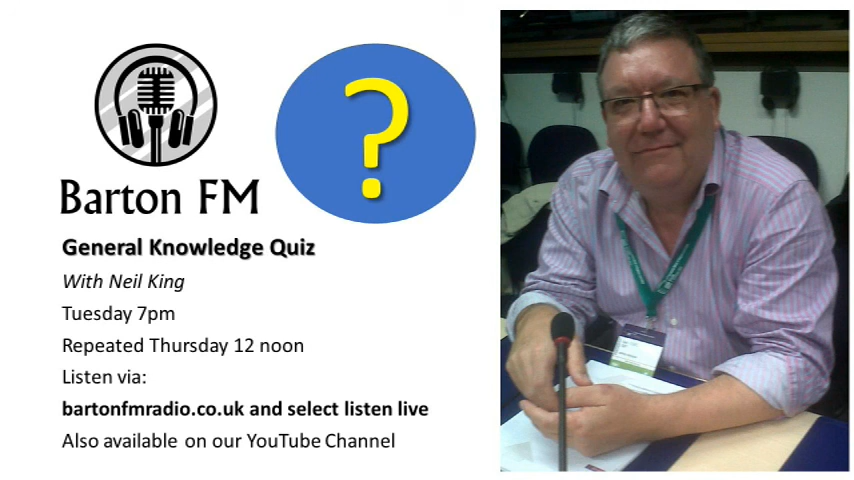 ?
Barton FM
General Knowledge Quiz
With Neil King
Tuesday 7pm
Repeated Thursday 12 noon
Listen via:
bartonfmradio.co.uk and select listen live
Also available on our YouTube Channel